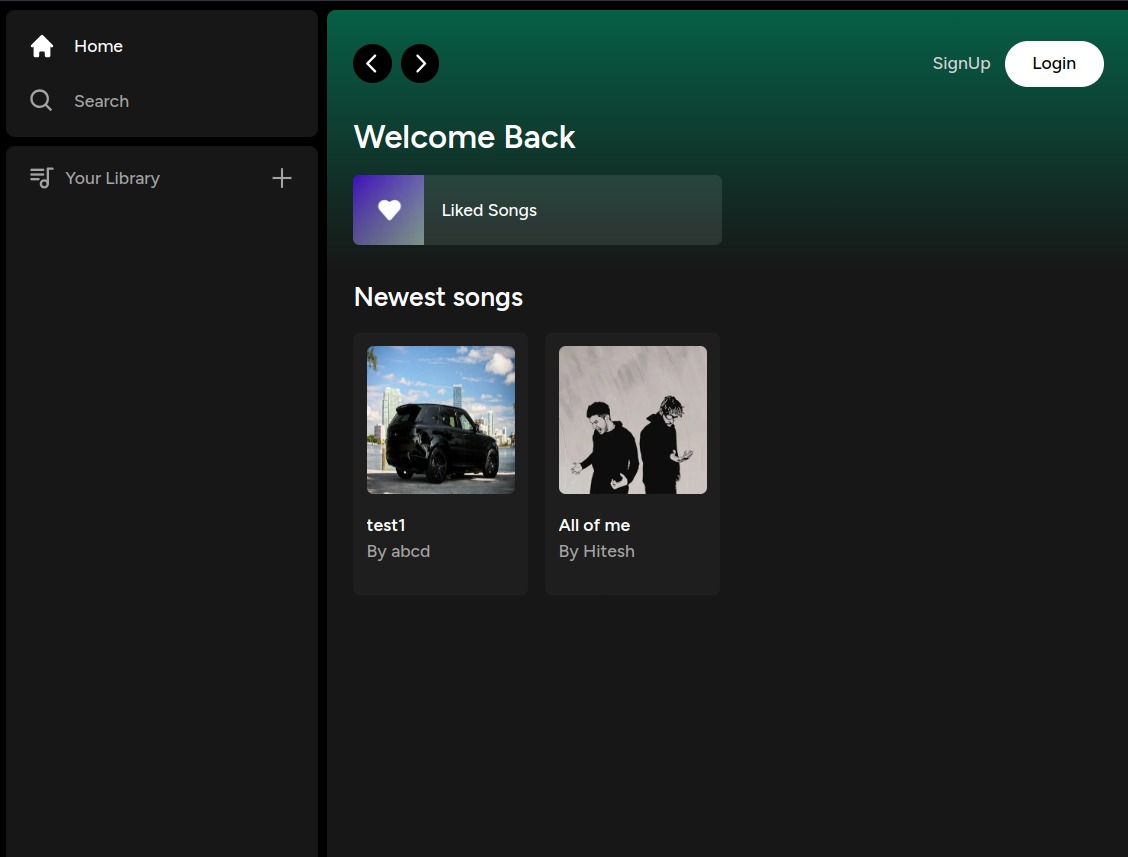 Home
Search
Your Library
SignUp
Login
Welcome Back
Liked Songs
Newest songs
test1
By abcd
All of me
By Hitesh